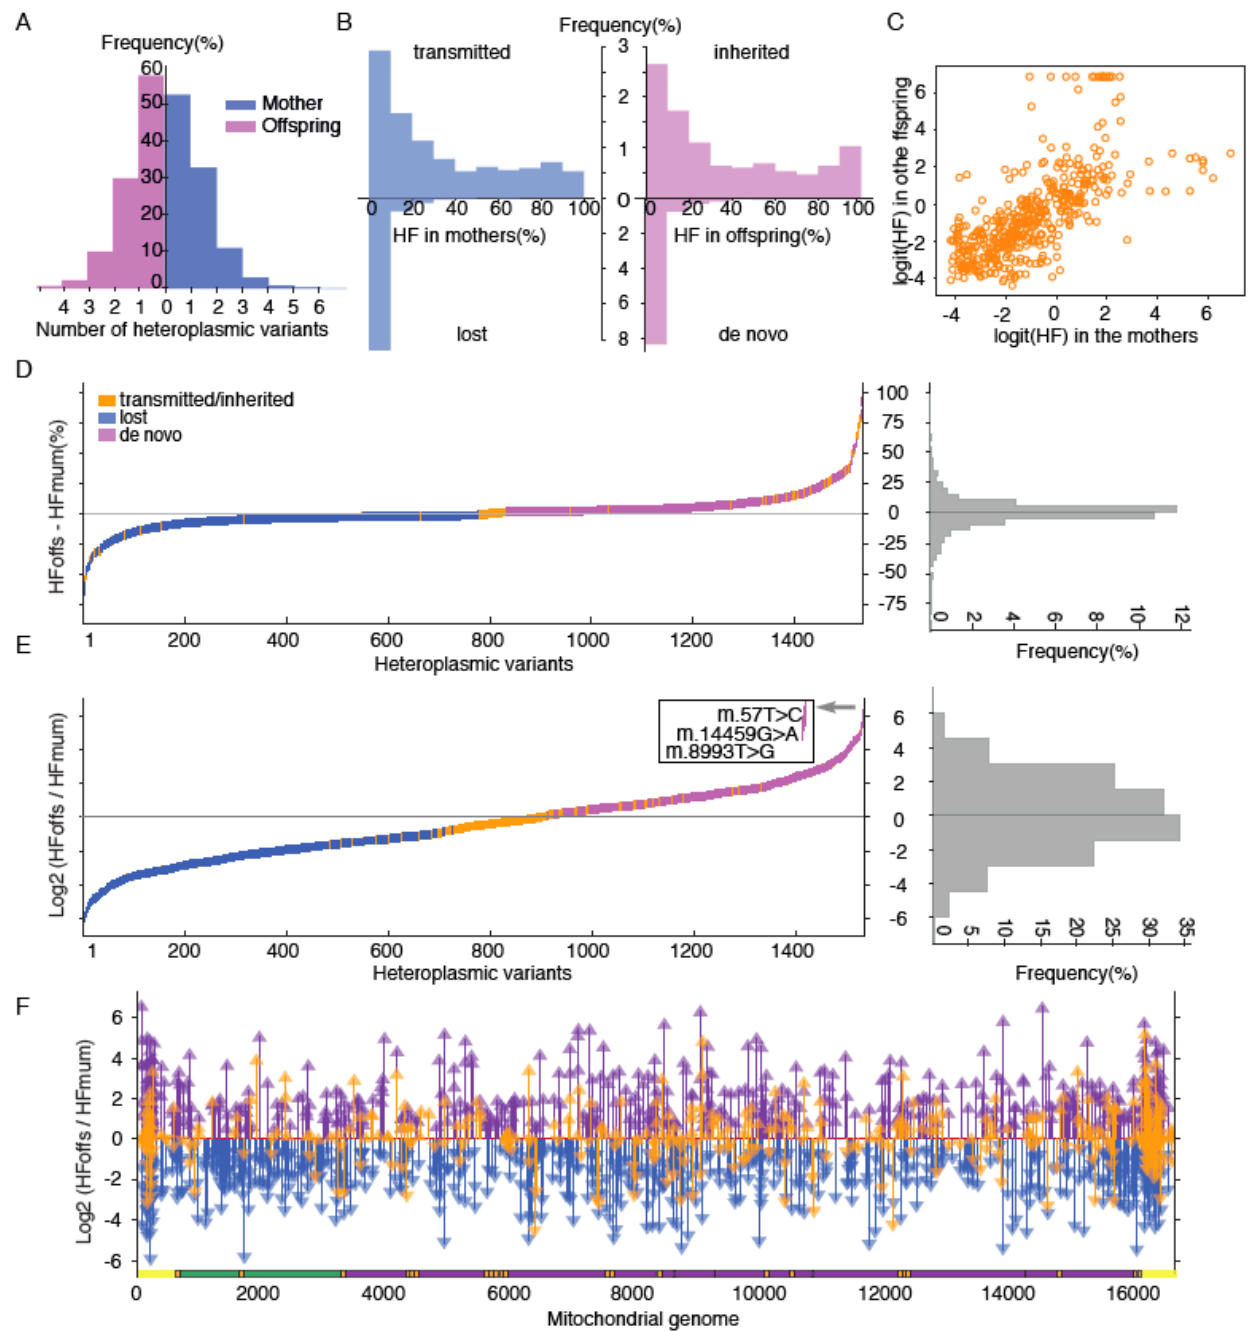 A
Frequency(%)
60
50
40
30
20
10
0
Mother
Offspring
4 3 2 1 0 1 2 3 4 5 6
Number of heteroplasmic variants
B
Frequency(%)
transmitted
inherited
3
2
1
0
2
4
6
8
0 20 40 60 80 100
HF in mothers(%)
0 20 40 60 80 100
HF in offspring(%)
lost
de novo
C
logit(HF) in othe ffspring
6
4
2
0
-2
-4
-4 -2 0 2 4 6
logit(HF) in the mothers
D
HFoffs - HFmum(%)
transmitted/inherited
lost
de novo
100
75
50
25
0
-25
-50
-75
1 200 400 600 800 1000 1200 1400
Heteroplasmic variants
0 2 4 6 8 10 12
Frequency(%)
E
Log2 (HFoffs / HFmum)
m.57T>C
m.14459G>A
m.8993T>G
6
4
2
0
-2
-4
-6
1 200 400 600 800 1000 1200 1400
Heteroplasmic variants
0 5 10 15 20 25 30 35
Frequency(%)
F
Log2 (HFoffs / HFmum)
6
4
2
0
-2
-4
-6
0 2000 4000 6000 8000 10000 12000 14000 16000
Mitochondrial genome